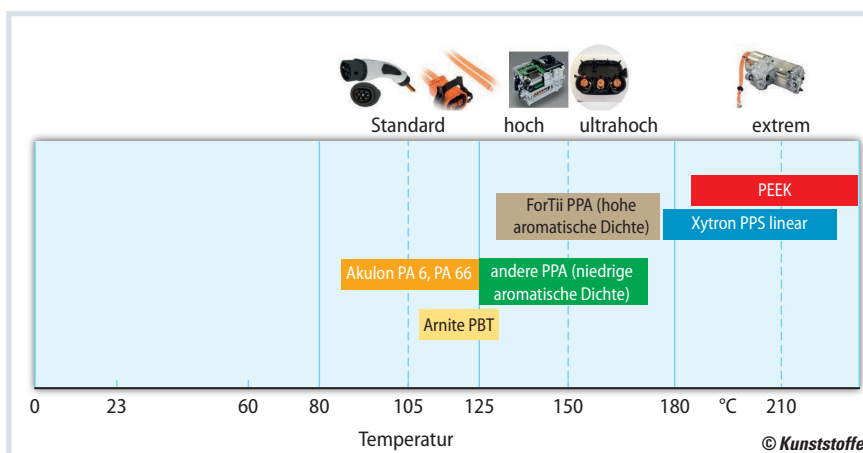 Standard hoch ultrahoch extrem
PEEK
ForTii PPA (hohe
aromatische Dichte)
Xytron PPS linear
Akulon PA 6, PA 66
andere PPA (niedrige
aromatische Dichte)
Arnite PBT
0 23 60 80 105 125 150 180 °C 210
Temperatur
© Kunststoffe